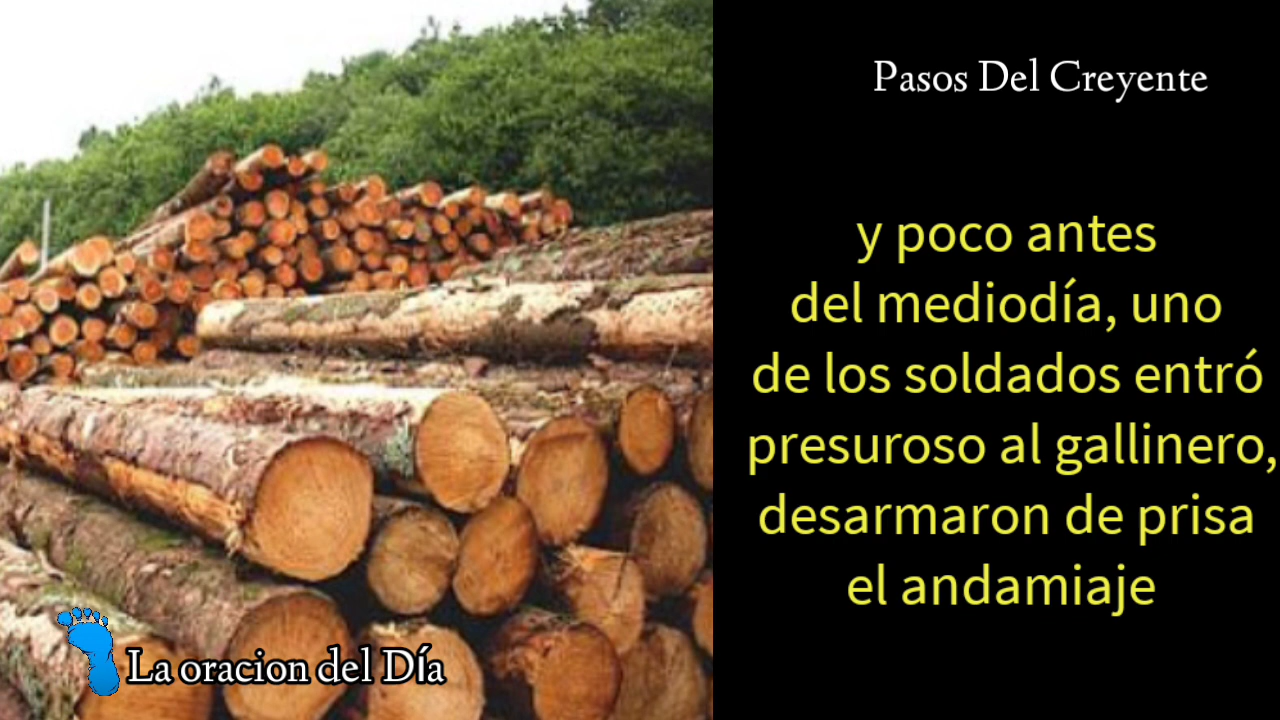 Pasos Del Creyente
y poco antes
del mediodía, uno
de los soldados entró
presuroso al gallinero,
desarmaron de prisa
el andamiaje
La oracion del Día